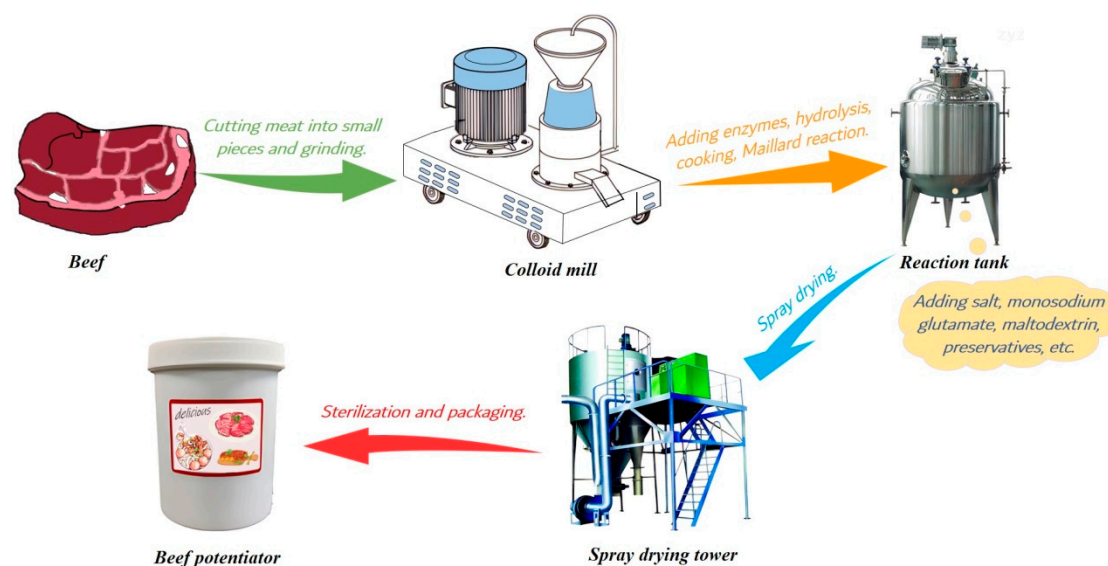 Cutting meat into small
pieces and grinding.
Adding enzymes, hydrolysis,
cooking, Maillard reaction.
zyz
Beef
Colloid mill
Reaction tank
Adding salt, monosodium
glutamate, maltodextrin,
preservatives, etc.
Spray drying.
delicious
Sterilization and packaging.
Beef potentiator
Spray drying tower